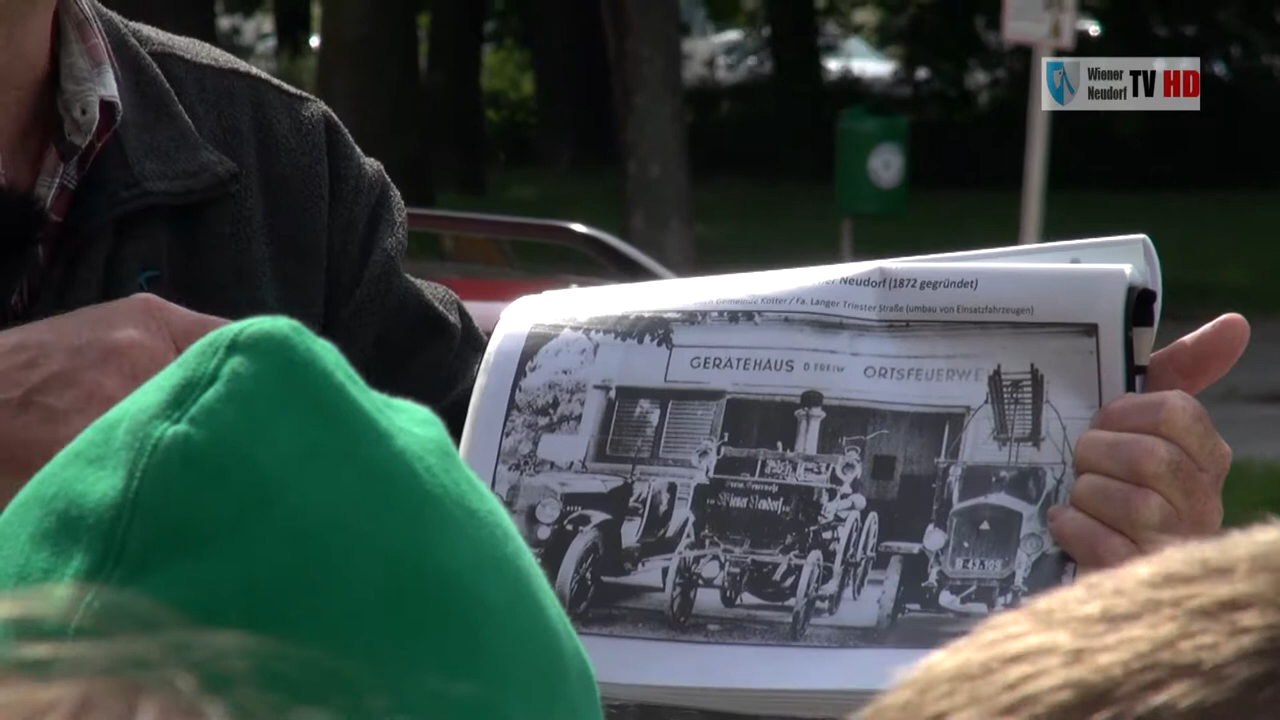 Wiener
Neudorf TV HD
Neudorf (1872 gegründet)
Gemeinde Kotter / Fa. Langer Triester Straße (umbau von Einsatzfahrzeugen)
GERÄTEHAUS D. FREIW. ORTSFEUERWE
Wiener Neudorf